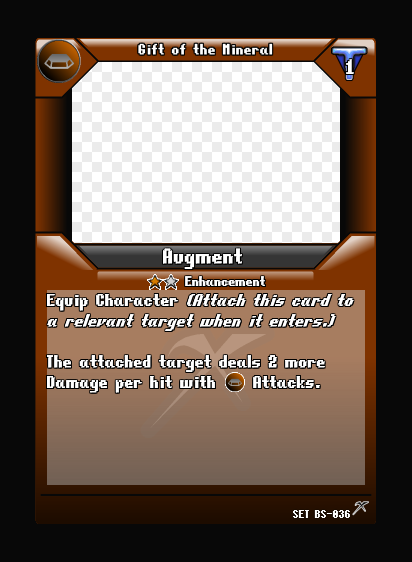 Gift of the Mineral
1
Augment
Enhancement
Equip Character (Attach this card to
a relevant target when it enters.)
The attached target deals 2 more
Damage per hit with Attacks.
SET BS-036